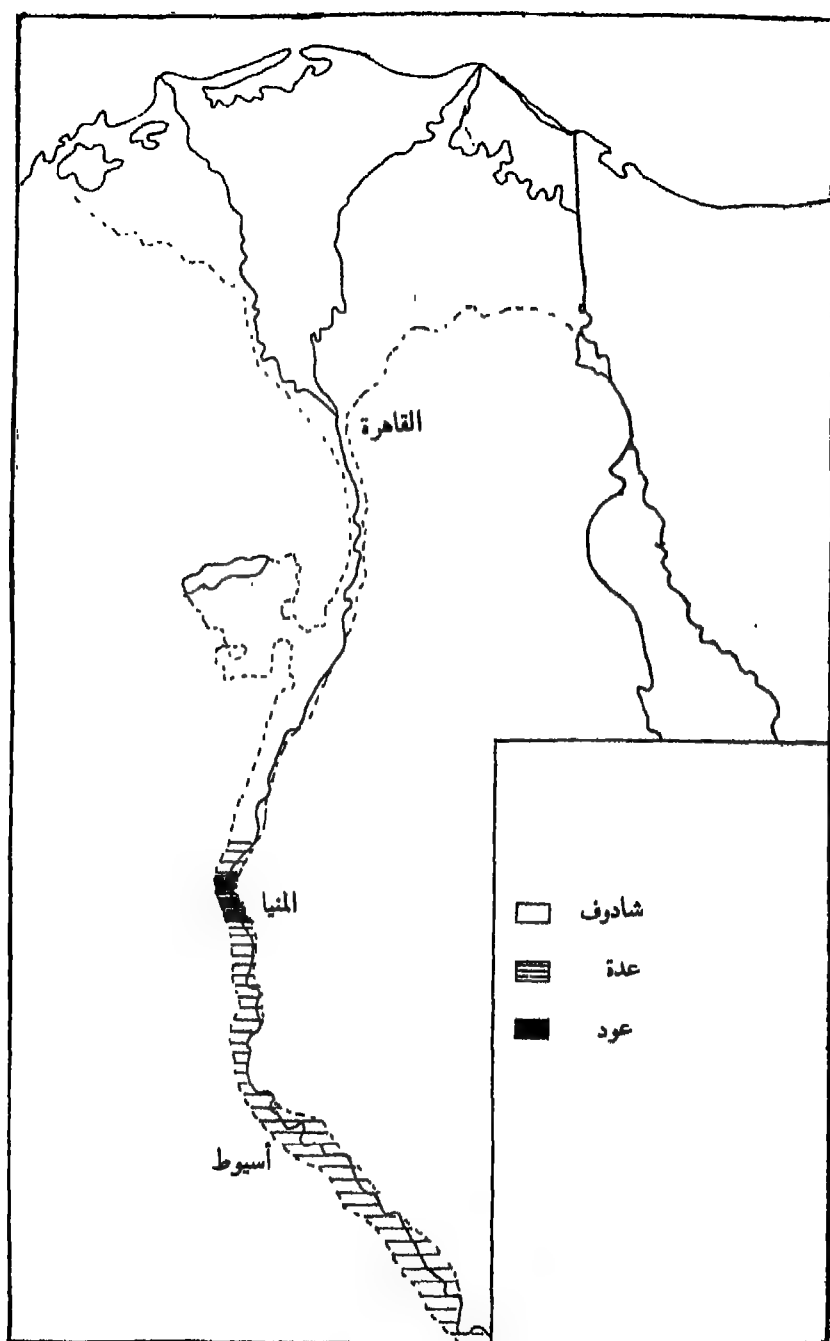 القاهرة
المنيا
أسيوط
شادوف
عدة
عود